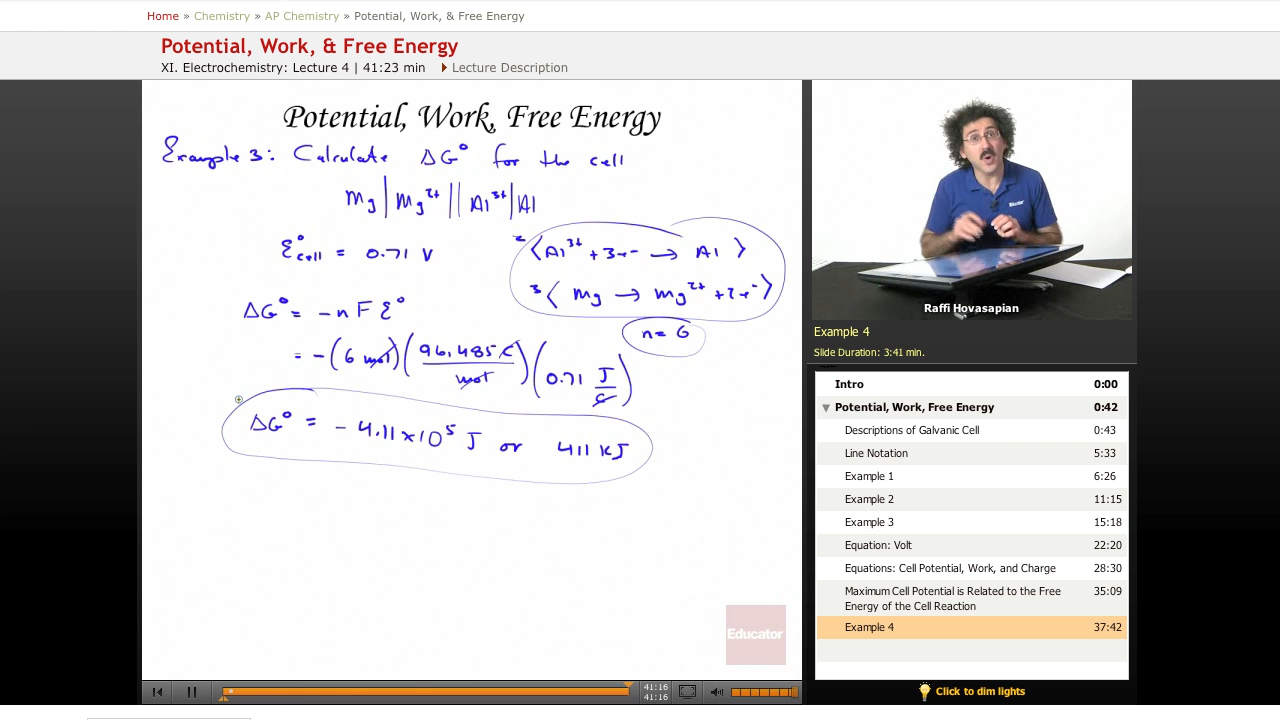 Home » Chemistry » AP Chemistry » Potential, Work, & Free Energy
Potential, Work, & Free Energy
XI. Electrochemistry: Lecture 4 | 41:23 min Lecture Description
Potential, Work, Free Energy
Example 3: Calculate ΔG° for the cell
Mg | Mg²⁺ || Al³⁺ | Al
ℰ°cell = 0.71 V
2 ⟨ Al³⁺ + 3e⁻ → Al ⟩
3 ⟨ Mg → Mg²⁺ + 2e⁻ ⟩
n = 6
ΔG° = -nFℰ°
= -(6 mol)(96,485 C/mol)(0.71 J/C)
ΔG° = -4.11×10⁵ J or 411 kJ
Educator
Educator
Raffi Hovasapian
Example 4
Slide Duration: 3:41 min.
Intro 0:00
Potential, Work, Free Energy 0:42
Descriptions of Galvanic Cell 0:43
Line Notation 5:33
Example 1 6:26
Example 2 11:15
Example 3 15:18
Equation: Volt 22:20
Equations: Cell Potential, Work, and Charge 28:30
Maximum Cell Potential is Related to the Free 35:09
Energy of the Cell Reaction
Example 4 37:42
41:16
41:16
Click to dim lights